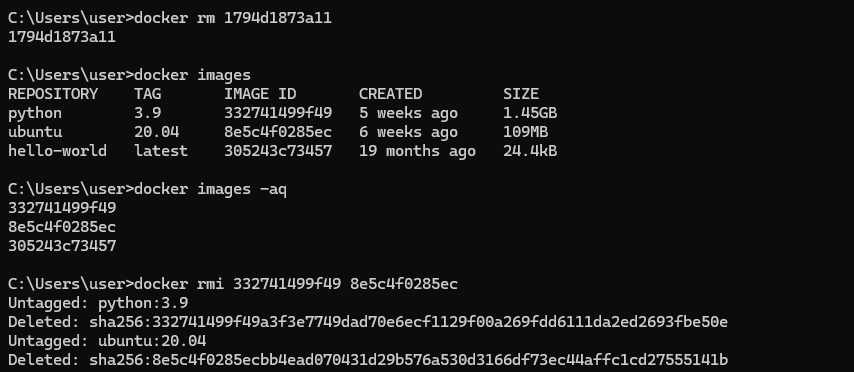 C:\Users\user>docker rm 1794d1873a11
1794d1873a11
C:\Users\user>docker images
REPOSITORY    TAG       IMAGE ID       CREATED         SIZE
python        3.9       332741499f49   5 weeks ago     1.45GB
ubuntu        20.04     8e5c4f0285ec   6 weeks ago     109MB
hello-world   latest    305243c73457   19 months ago   24.4kB
C:\Users\user>docker images -aq
332741499f49
8e5c4f0285ec
305243c73457
C:\Users\user>docker rmi 332741499f49 8e5c4f0285ec
Untagged: python:3.9
Deleted: sha256:332741499f49a3f3e7749dad70e6ecf1129f00a269fdd6111da2ed2693fbe50e
Untagged: ubuntu:20.04
Deleted: sha256:8e5c4f0285ecbb4ead070431d29b576a530d3166df73ec44affc1cd27555141b